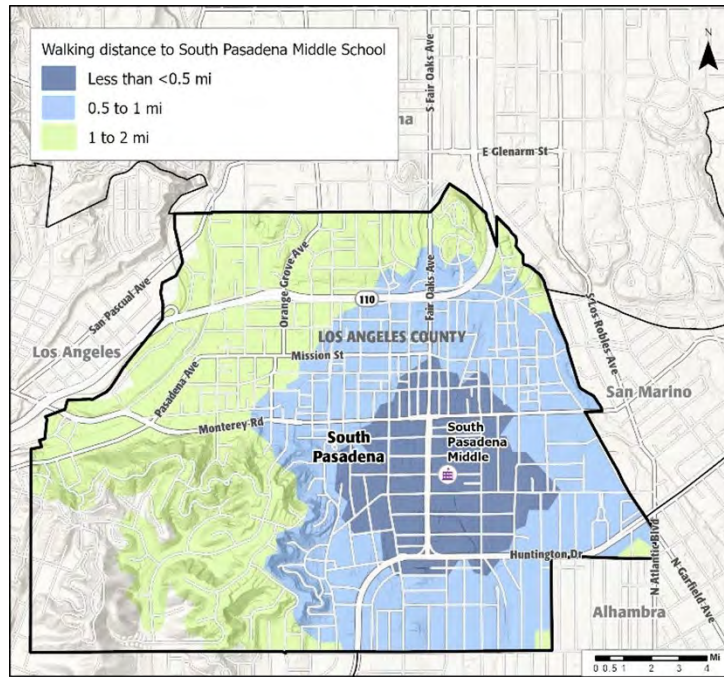 Walking distance to South Pasadena Middle School
Less than <0.5 mi
0.5 to 1 mi
1 to 2 mi
N
S Fair Oaks Ave
na
E Glenarm St
San Pascual Ave
Orange Grove Ave
Fair Oaks Ave
110
S Los Robles Ave
LOS ANGELES COUNTY
Los Angeles
Mission St
Pasadena Ave
San Marino
Monterey Rd
South
Pasadena
South
Pasadena
Middle
Huntington Dr
N Atlantic Blvd
N Garfield Ave
Alhambra
Mi
0 0.5 1 2 3 4